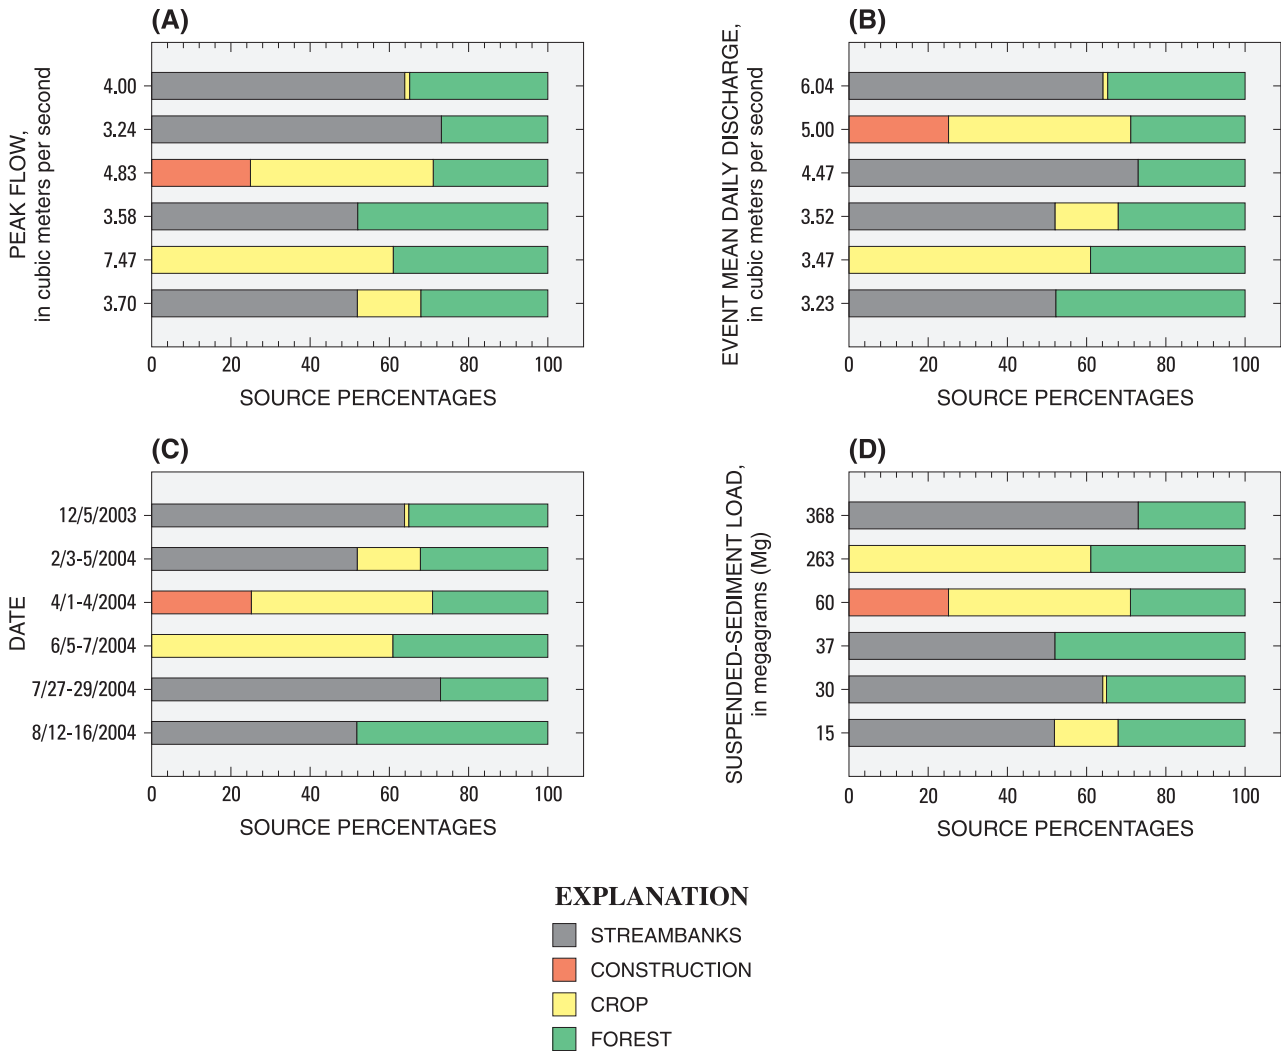 (A)
PEAK FLOW,
in cubic meters per second
4.00
3.24
4.83
3.58
7.47
3.70
0 20 40 60 80 100
SOURCE PERCENTAGES
(B)
EVENT MEAN DAILY DISCHARGE,
in cubic meters per second
6.04
5.00
4.47
3.52
3.47
3.23
0 20 40 60 80 100
SOURCE PERCENTAGES
(C)
DATE
12/5/2003
2/3-5/2004
4/1-4/2004
6/5-7/2004
7/27-29/2004
8/12-16/2004
0 20 40 60 80 100
SOURCE PERCENTAGES
(D)
SUSPENDED-SEDIMENT LOAD,
in megagrams (Mg)
368
263
60
37
30
15
0 20 40 60 80 100
SOURCE PERCENTAGES
EXPLANATION
STREAMBANKS
CONSTRUCTION
CROP
FOREST